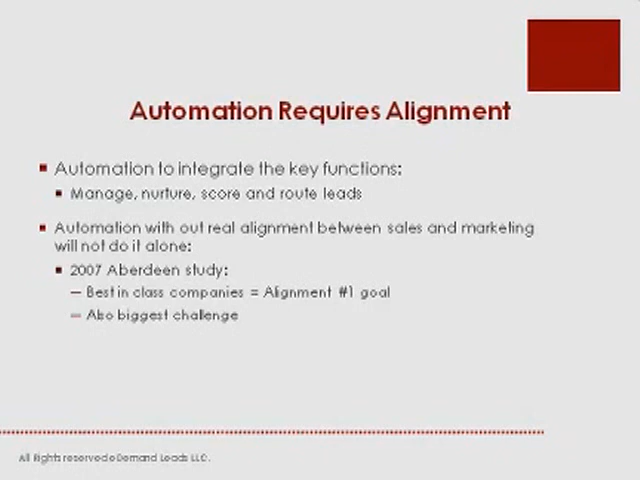 Automation Requires Alignment
Automation to integrate the key functions:
Manage, nurture, score and route leads
Automation with out real alignment between sales and marketing
will not do it alone:
2007 Aberdeen study:
— Best in class companies = Alignment #1 goal
— Also biggest challenge
All Rights reserved eDemand Leads LLC.